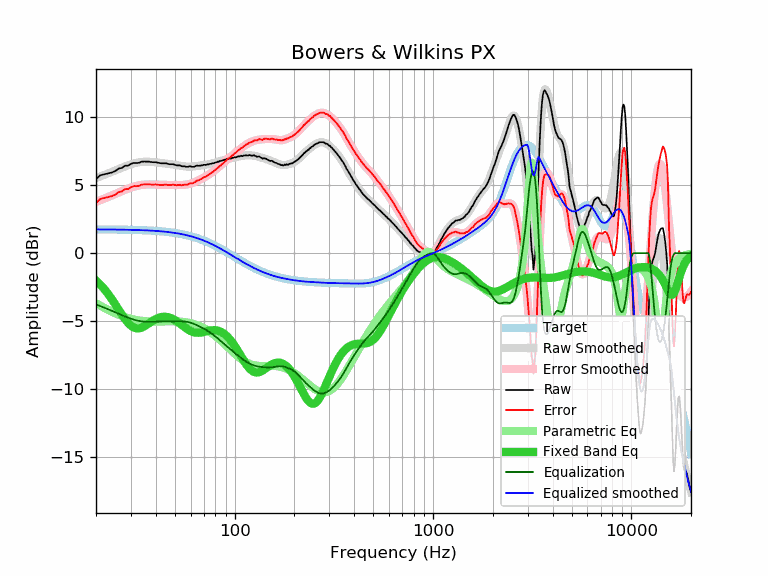 Bowers & Wilkins PX
Amplitude (dBr)
10
5
0
−5
−10
−15
100
1000
10000
Frequency (Hz)
Target
Raw Smoothed
Error Smoothed
Raw
Error
Parametric Eq
Fixed Band Eq
Equalization
Equalized smoothed